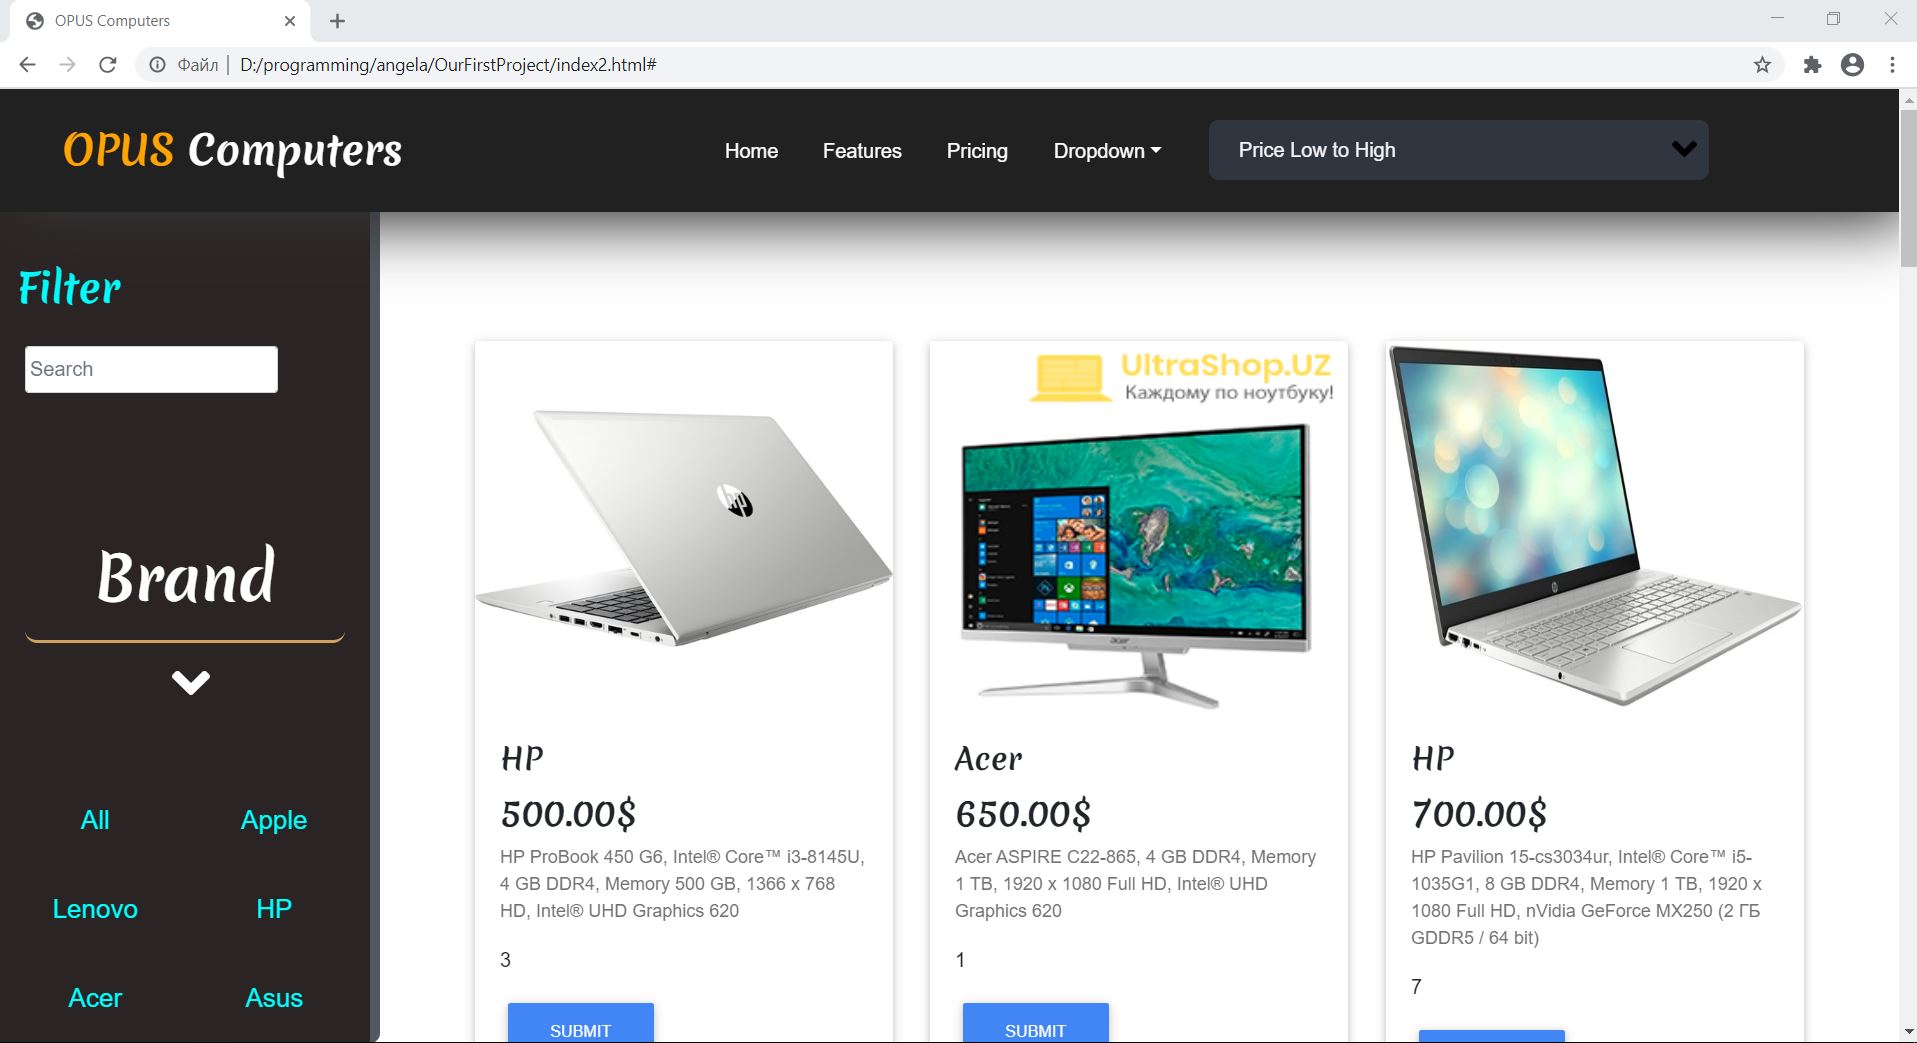 OPUS Computers
Файл | D:/programming/angela/OurFirstProject/index2.html#
OPUS Computers
Home
Features
Pricing
Dropdown
Price Low to High
Filter
Search
Brand
All
Apple
Lenovo
HP
Acer
Asus
HP
500.00$
HP ProBook 450 G6, Intel® Core™ i3-8145U,
4 GB DDR4, Memory 500 GB, 1366 x 768
HD, Intel® UHD Graphics 620
3
SUBMIT
UltraShop.UZ
Каждому по ноутбуку!
acer
Acer
650.00$
Acer ASPIRE C22-865, 4 GB DDR4, Memory
1 TB, 1920 x 1080 Full HD, Intel® UHD
Graphics 620
1
SUBMIT
HP
700.00$
HP Pavilion 15-cs3034ur, Intel® Core™ i5-
1035G1, 8 GB DDR4, Memory 1 TB, 1920 x
1080 Full HD, nVidia GeForce MX250 (2 ГБ
GDDR5 / 64 bit)
7